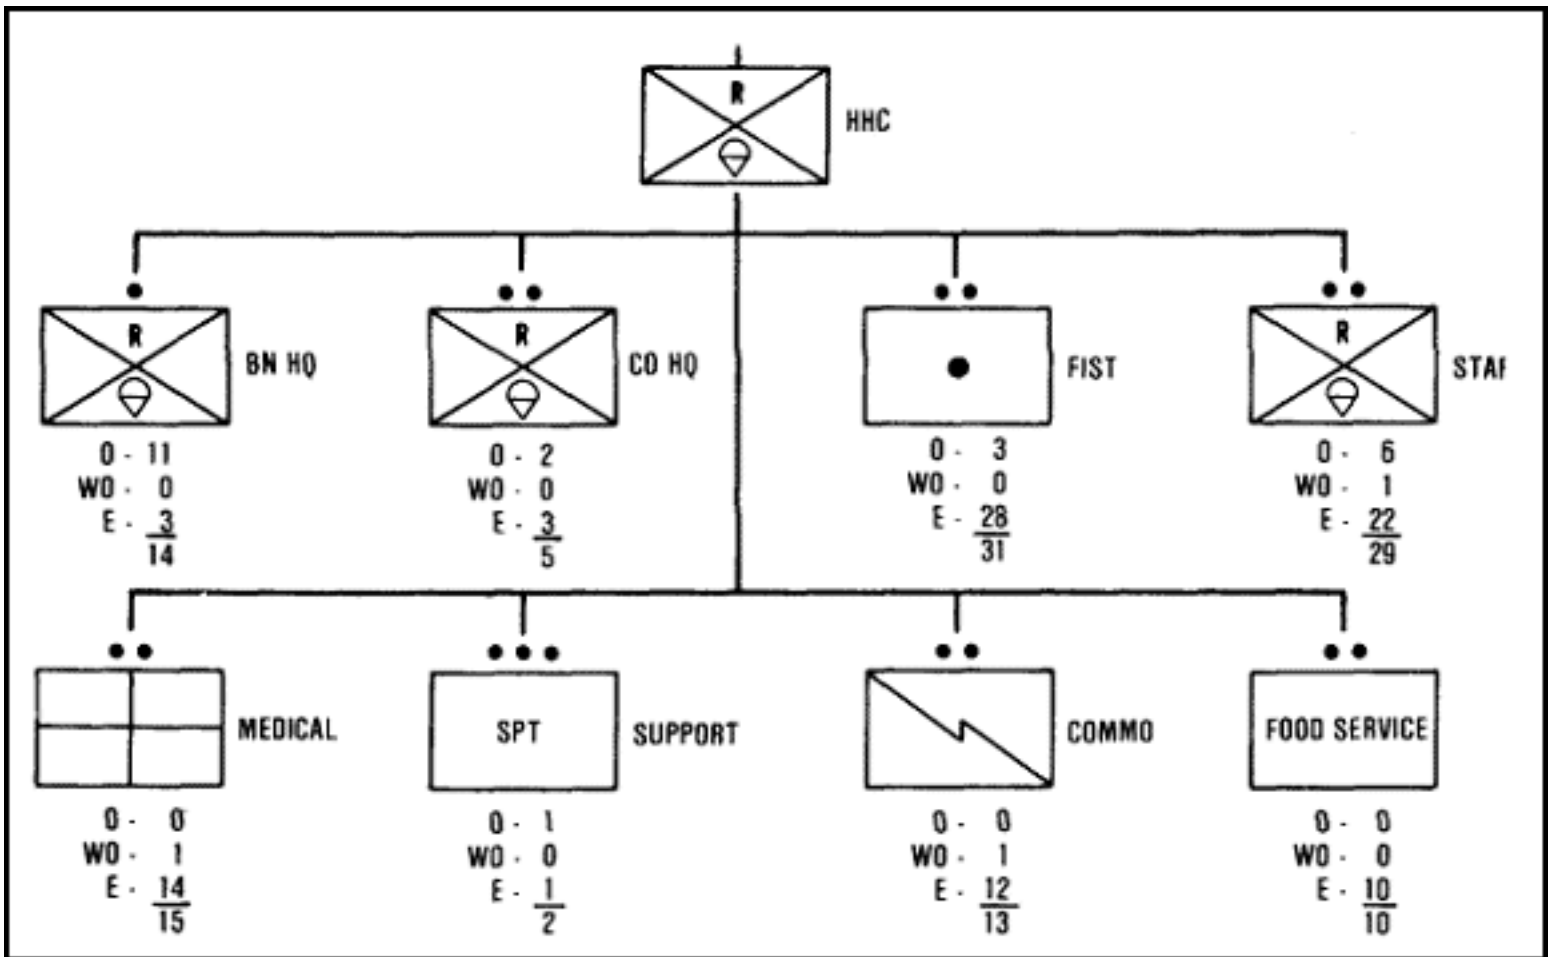 R
HHC
R
BN HQ
R
CO HQ
FIST
R
STAF
O - 11
WO - 0
E - 3
14
O - 2
WO - 0
E - 3
5
O - 3
WO - 0
E - 28
31
O - 6
WO - 1
E - 22
29
MEDICAL
SPT
SUPPORT
COMMO
FOOD SERVICE
O - 0
WO - 1
E - 14
15
O - 1
WO - 0
E - 1
2
O - 0
WO - 1
E - 12
13
O - 0
WO - 0
E - 10
10